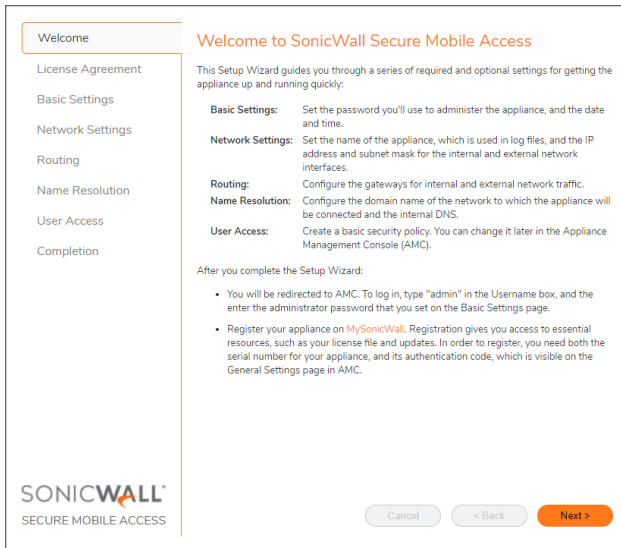 Welcome
License Agreement
Basic Settings
Network Settings
Routing
Name Resolution
User Access
Completion
SONICWALL®
SECURE MOBILE ACCESS
Welcome to SonicWall Secure Mobile Access
This Setup Wizard guides you through a series of required and optional settings for getting the
appliance up and running quickly:
Basic Settings: Set the password you'll use to administer the appliance, and the date
and time.
Network Settings: Set the name of the appliance, which is used in log files, and the IP
address and subnet mask for the internal and external network
interfaces.
Routing: Configure the gateways for internal and external network traffic.
Name Resolution: Configure the domain name of the network to which the appliance will
be connected and the internal DNS.
User Access: Create a basic security policy. You can change it later in the Appliance
Management Console (AMC).
After you complete the Setup Wizard:
• You will be redirected to AMC. To log in, type "admin" in the Username box, and the
enter the administrator password that you set on the Basic Settings page.
• Register your appliance on MySonicWall. Registration gives you access to essential
resources, such as your license file and updates. In order to register, you need both the
serial number for your appliance, and its authentication code, which is visible on the
General Settings page in AMC.
Cancel
< Back
Next >